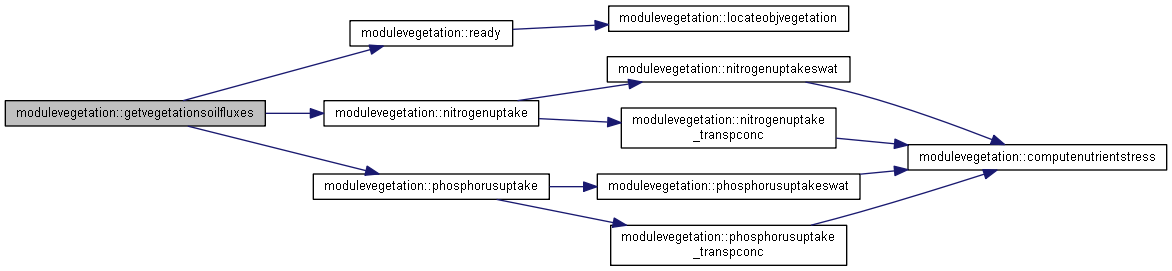 modulevegetation::getvegetationsoilfluxes
modulevegetation::ready
modulevegetation::locateobjvegetation
modulevegetation::nitrogenuptake
modulevegetation::nitrogenuptakeswat
modulevegetation::nitrogenuptake
_transpconc
modulevegetation::computenutrientstress
modulevegetation::phosphorusuptake
modulevegetation::phosphorusuptakeswat
modulevegetation::phosphorusuptake
_transpconc